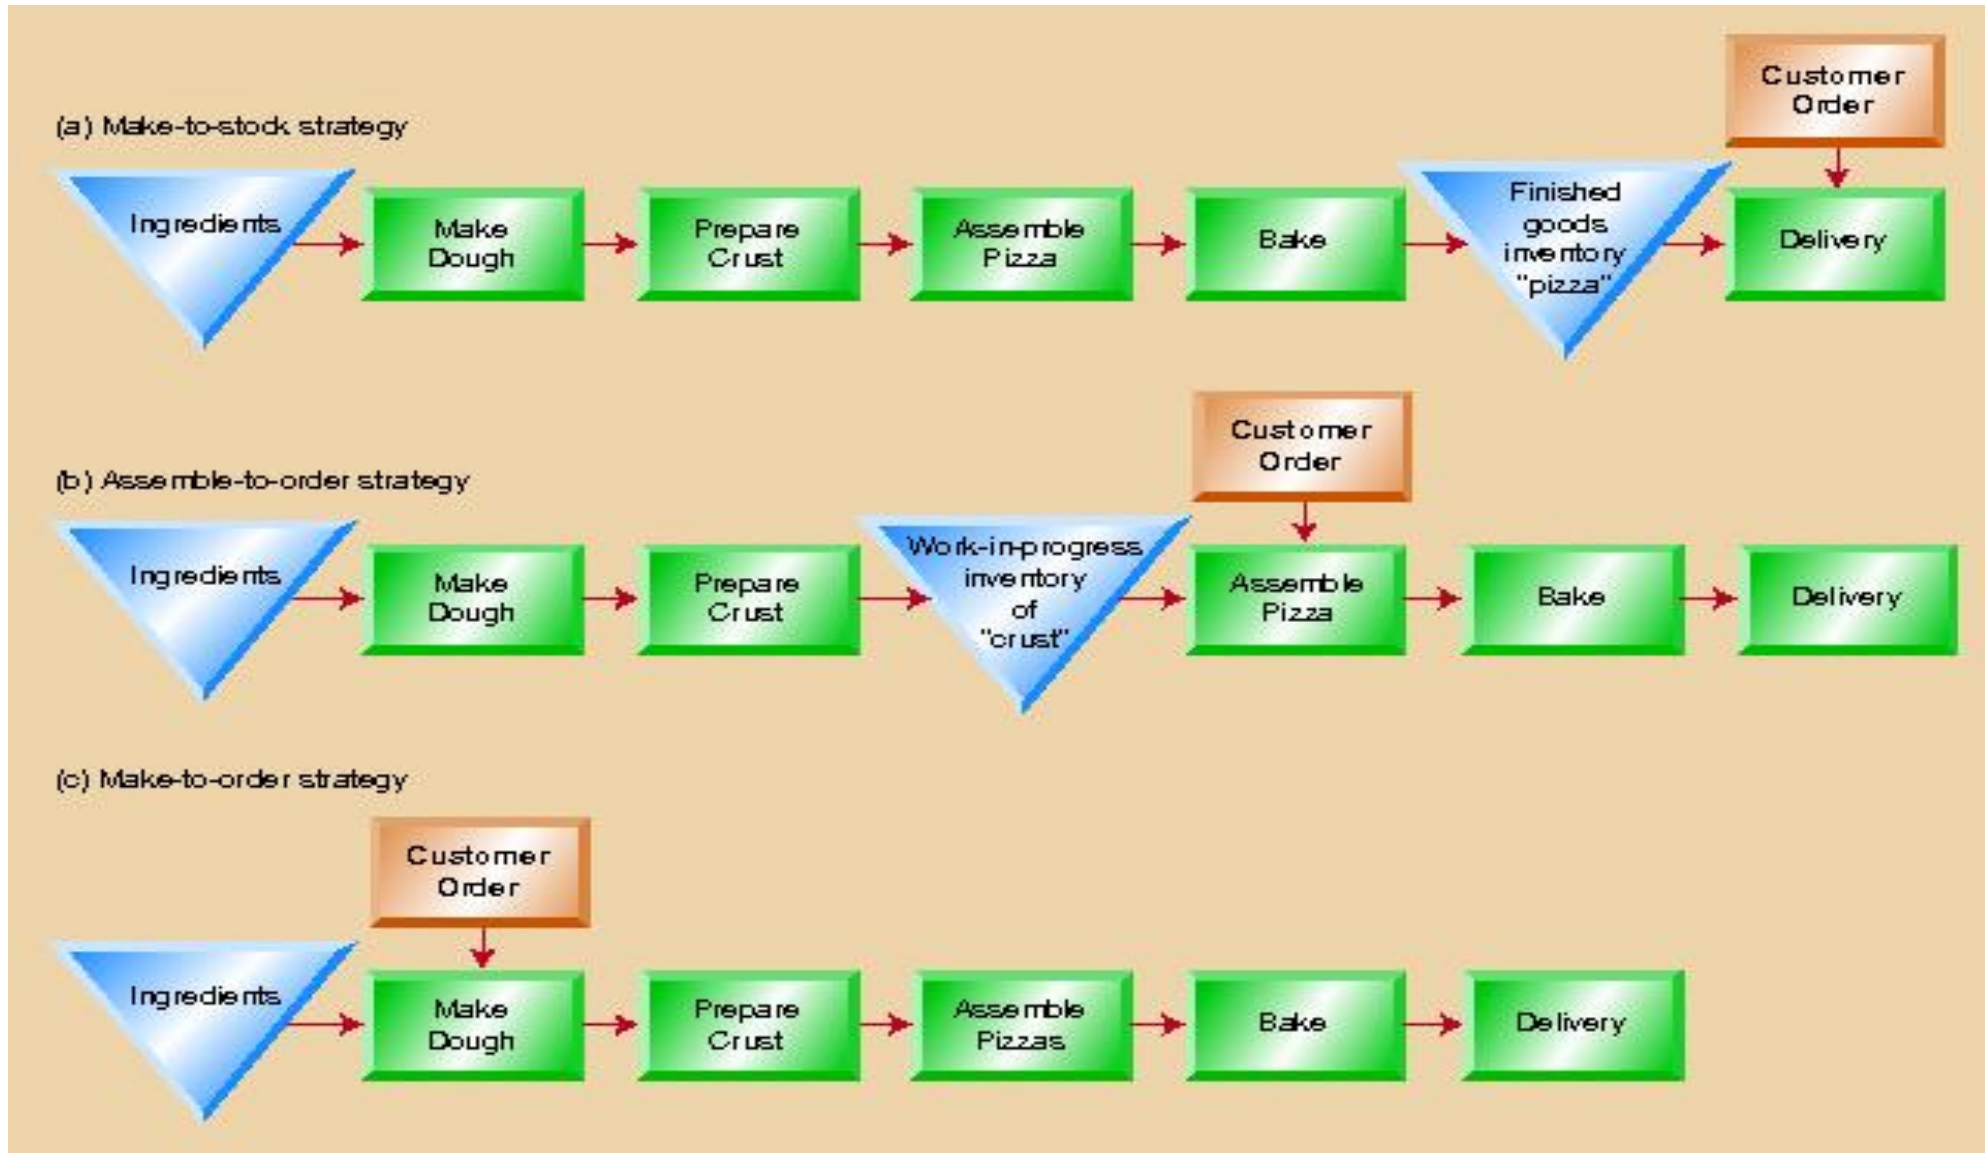 Customer
Order
(a) Make-to-stock strategy
Ingredients
Make
Dough
Prepare
Crust
Assemble
Pizza
Bake
Finished
goods
inventory
"pizza"
Delivery
Customer
Order
(b) Assemble-to-order strategy
Ingredients
Make
Dough
Prepare
Crust
Work-in-progress
inventory
of
"crust"
Assemble
Pizza
Bake
Delivery
(c) Make-to-order strategy
Customer
Order
Ingredients
Make
Dough
Prepare
Crust
Assemble
Pizzas
Bake
Delivery